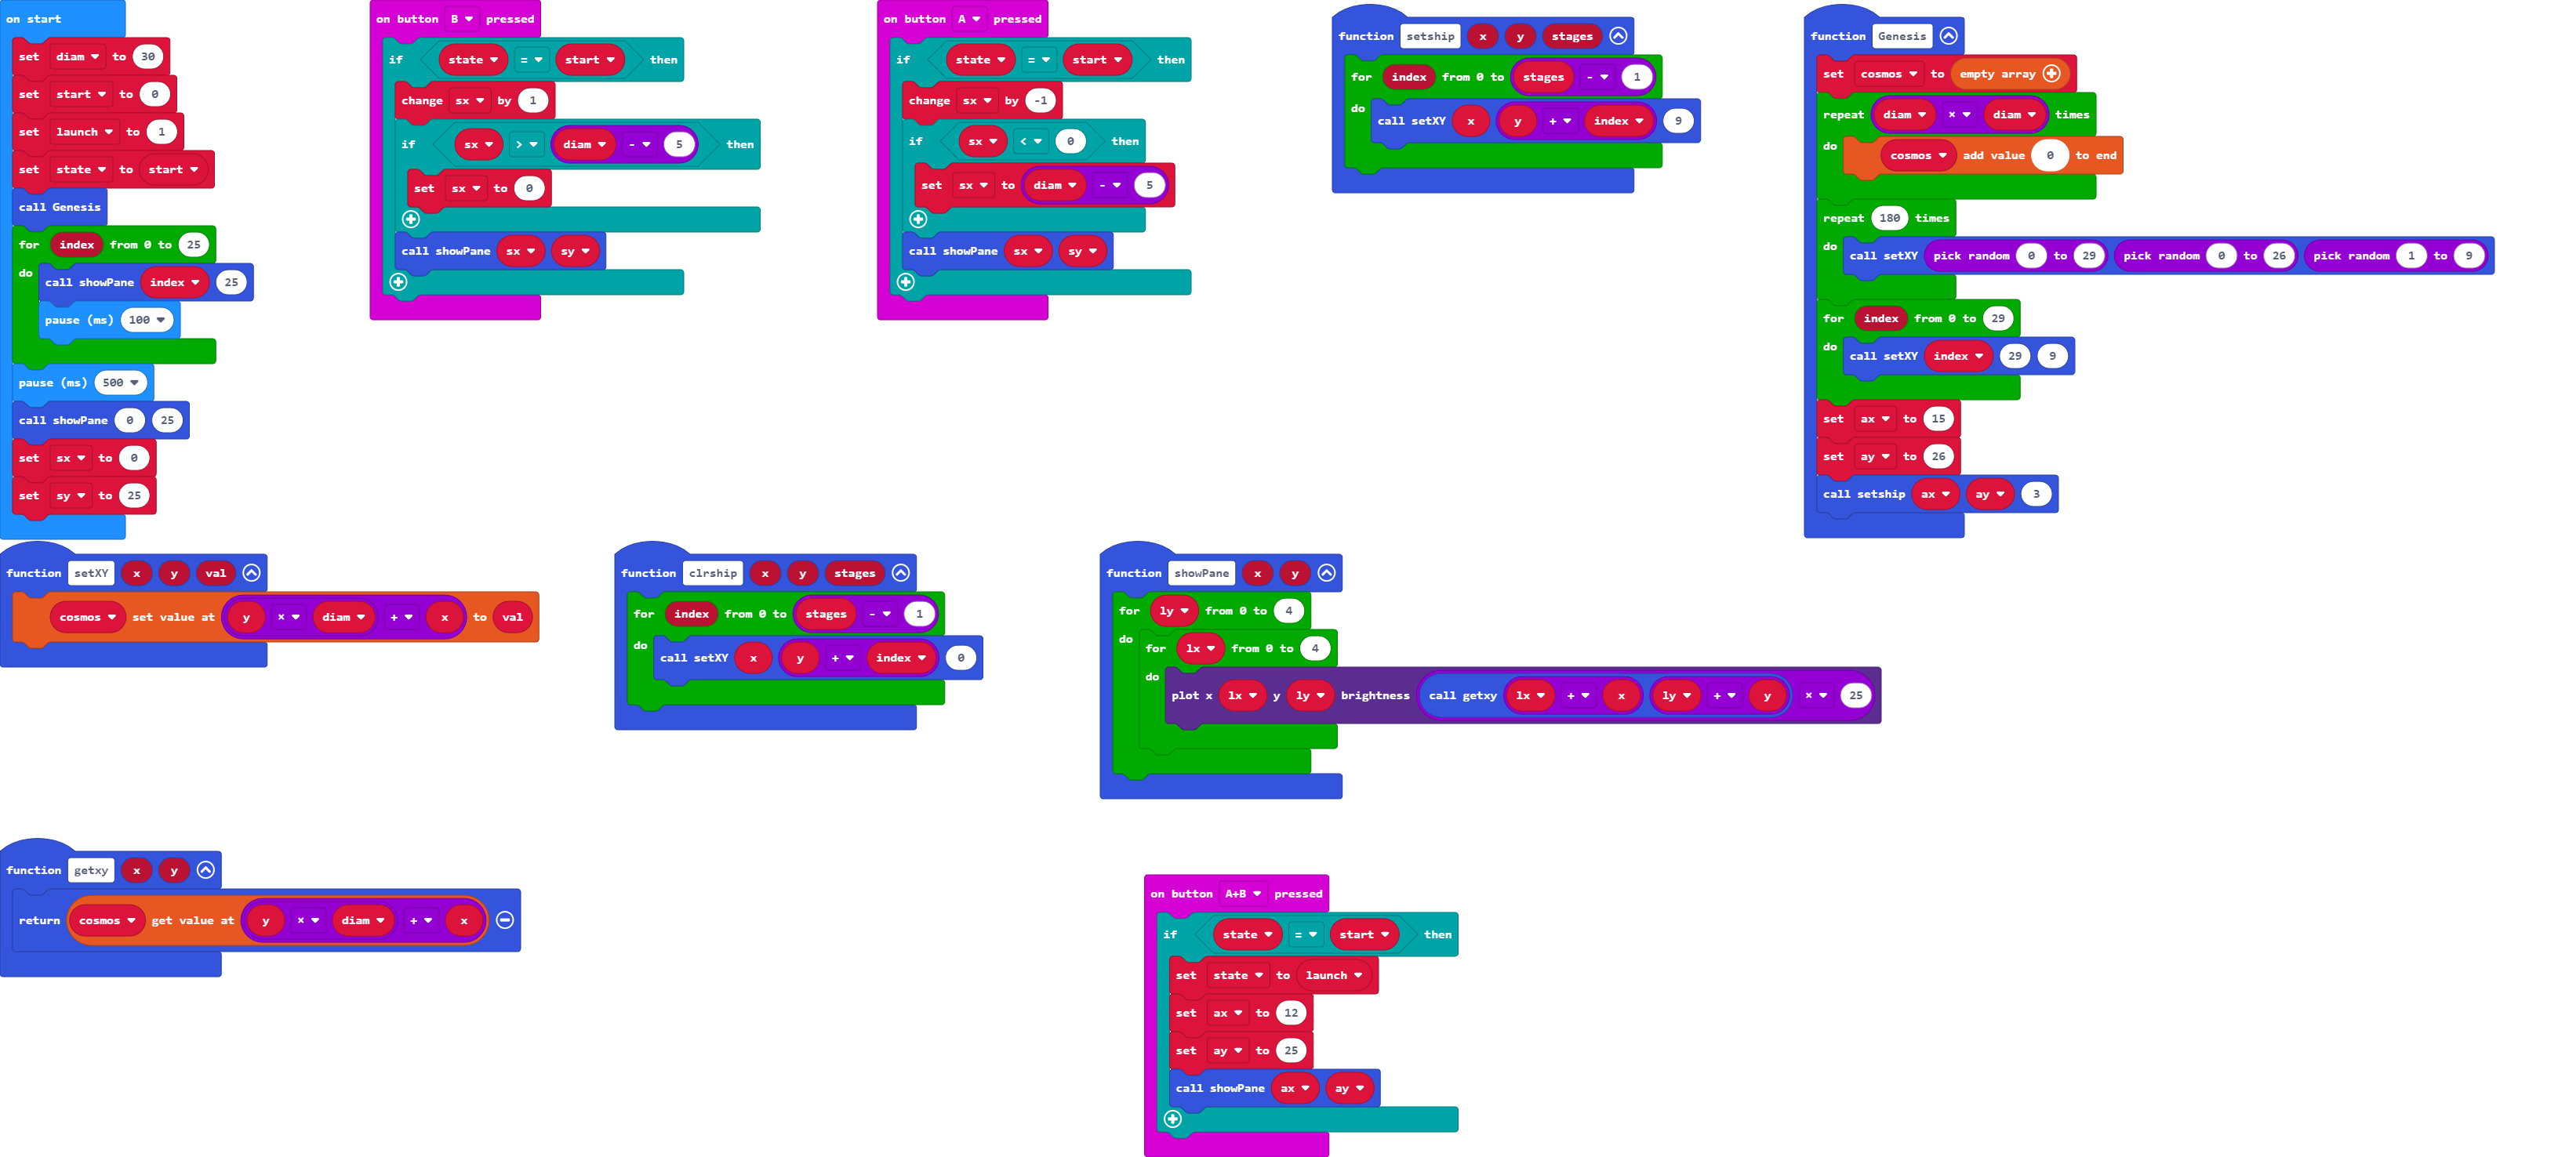 on start
set diam to 30
set start to 0
set launch to 1
set state to start
call Genesis
for index from 0 to 25
do
call showPane index 25
pause (ms) 100
pause (ms) 500
call showPane 0 25
set sx to 0
set sy to 25
on button B pressed
if state = start then
change sx by 1
if sx > diam - 5 then
set sx to 0
call showPane sx sy
on button A pressed
if state = start then
change sx by -1
if sx < 0 then
set sx to diam - 5
call showPane sx sy
function setship x y stages
for index from 0 to stages - 1
do
call setXY x y + index 9
function Genesis
set cosmos to empty array
repeat diam × diam times
do
cosmos add value 0 to end
repeat 180 times
do
call setXY pick random 0 to 29 pick random 0 to 26 pick random 1 to 9
for index from 0 to 29
do
call setXY index 29 9
set ax to 15
set ay to 26
call setship ax ay 3
function setXY x y val
cosmos set value at y × diam + x to val
function clrship x y stages
for index from 0 to stages - 1
do
call setXY x y + index 0
function showPane x y
for ly from 0 to 4
do
for lx from 0 to 4
do
plot x lx y ly brightness call getxy lx + x ly + y × 25
function getxy x y
return cosmos get value at y × diam + x
on button A+B pressed
if state = start then
set state to launch
set ax to 12
set ay to 25
call showPane ax ay